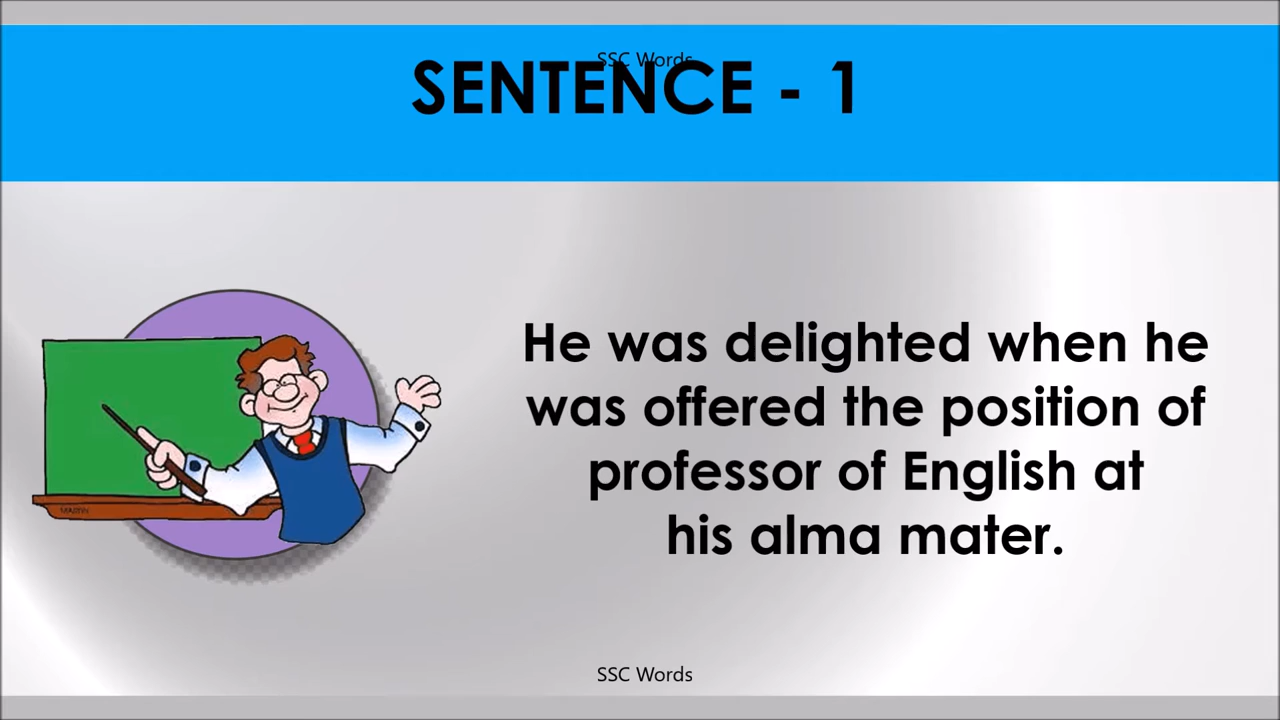 SSC Words
SENTENCE - 1
He was delighted when he
was offered the position of
professor of English at
his alma mater.
SSC Words